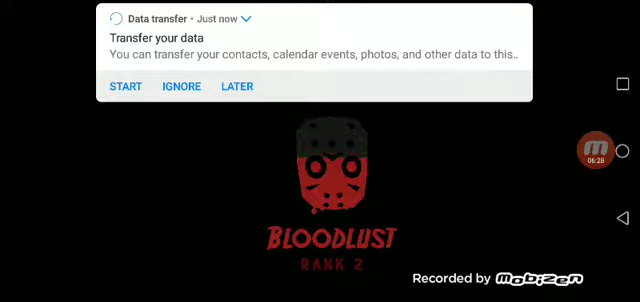 Data transfer • Just now
Transfer your data
You can transfer your contacts, calendar events, photos, and other data to this..
START IGNORE LATER
06:28
BLOODLUST
RANK 2
Recorded by Mobizen